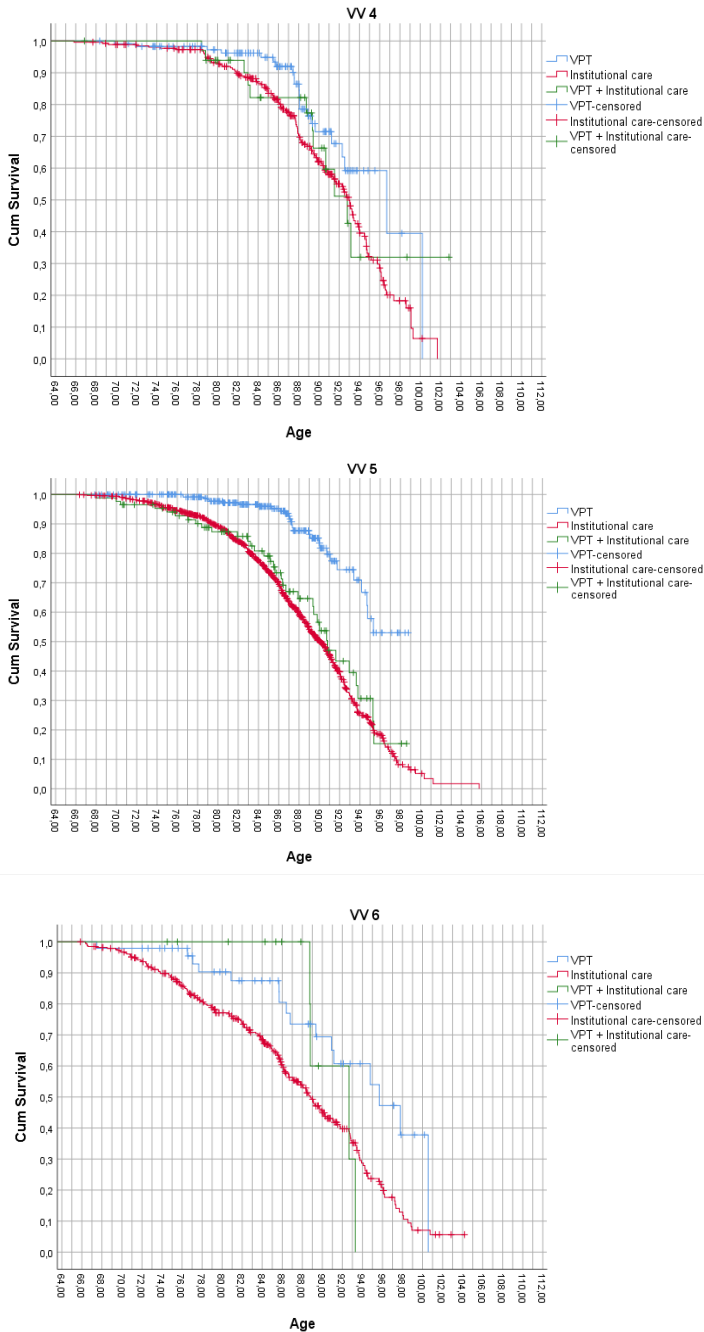 VV 4
1,0
0,9
0,8
0,7
0,6
0,5
0,4
0,3
0,2
0,1
0,0
Cum Survival
64,00 66,00 68,00 70,00 72,00 74,00 76,00 78,00 80,00 82,00 84,00 86,00 88,00 90,00 92,00 94,00 96,00 98,00 100,00 102,00 104,00 106,00 108,00 110,00 112,00
Age
VPT
Institutional care
VPT + Institutional care
VPT-censored
Institutional care-censored
VPT + Institutional care-
censored
VV 5
1,0
0,9
0,8
0,7
0,6
0,5
0,4
0,3
0,2
0,1
0,0
Cum Survival
64,00 66,00 68,00 70,00 72,00 74,00 76,00 78,00 80,00 82,00 84,00 86,00 88,00 90,00 92,00 94,00 96,00 98,00 100,00 102,00 104,00 106,00 108,00 110,00 112,00
Age
VPT
Institutional care
VPT + Institutional care
VPT-censored
Institutional care-censored
VPT + Institutional care-
censored
VV 6
1,0
0,9
0,8
0,7
0,6
0,5
0,4
0,3
0,2
0,1
0,0
Cum Survival
64,00 66,00 68,00 70,00 72,00 74,00 76,00 78,00 80,00 82,00 84,00 86,00 88,00 90,00 92,00 94,00 96,00 98,00 100,00 102,00 104,00 106,00 108,00 110,00 112,00
Age
VPT
Institutional care
VPT + Institutional care
VPT-censored
Institutional care-censored
VPT + Institutional care-
censored